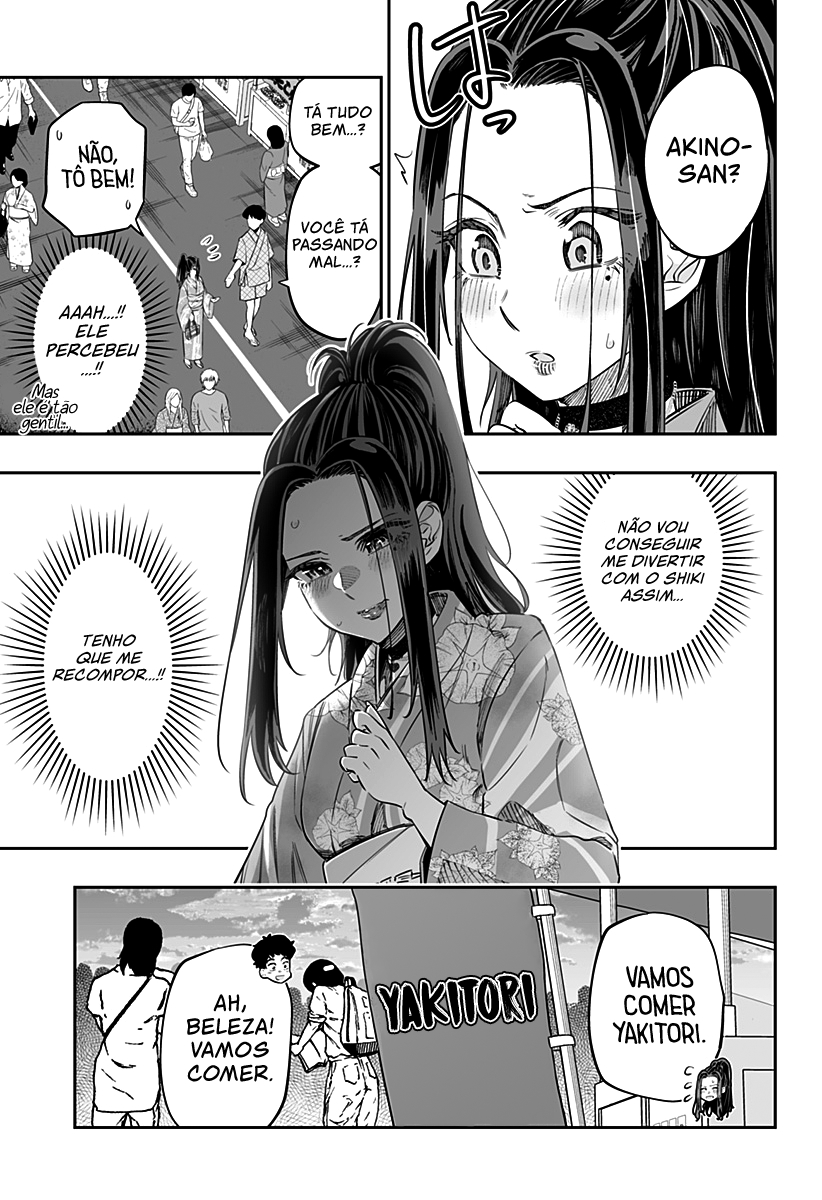 はっ
AKINO-
SAN?
TÁ TUDO
BEM...?
VOCÊ TÁ
PASSANDO
MAL...?
NÃO,
TÔ BEM!
AAAH...!!
ELE
PERCEBEU
....!!
Mas
ele é tão
gentil...
NÃO VOU
CONSEGUIR
ME DIVERTIR
COM O SHIKI
ASSIM...
TENHO
QUE ME
RECOMPOR...!!
VAMOS
COMER
YAKITORI.
YAKITORI
AH,
BELEZA!
VAMOS
COMER.